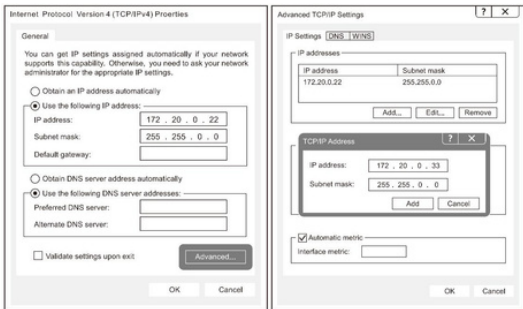 Internet Protocol Version 4 (TCP/IPv4) Proerties
General
You can get IP settings assigned automatically if your network
supports this capability. Otherwise, you need to ask your network
administrator for the appropriate IP settings.
Obtain an IP address automatically
Use the following IP address:
IP address: 172 . 20 . 0 . 22
Subnet mask: 255 . 255 . 0 . 0
Default gateway:
Obtain DNS server address automatically
Use the following DNS server addresses:
Preferred DNS server:
Alternate DNS server:
Validate settings upon exit
Advanced...
OK Cancel
Advanced TCP/IP Settings ? X
IP Settings DNS WINS
IP addresses
IP address Subnet mask
172.20.0.22 255.255.0.0
Add... Edit... Remove
TCP/IP Address ? X
IP address: 172 . 20 . 0 . 33
Subnet mask: 255 . 255 . 0 . 0
Add Cancel
Automatic metric
Interface metric:
OK Cancel